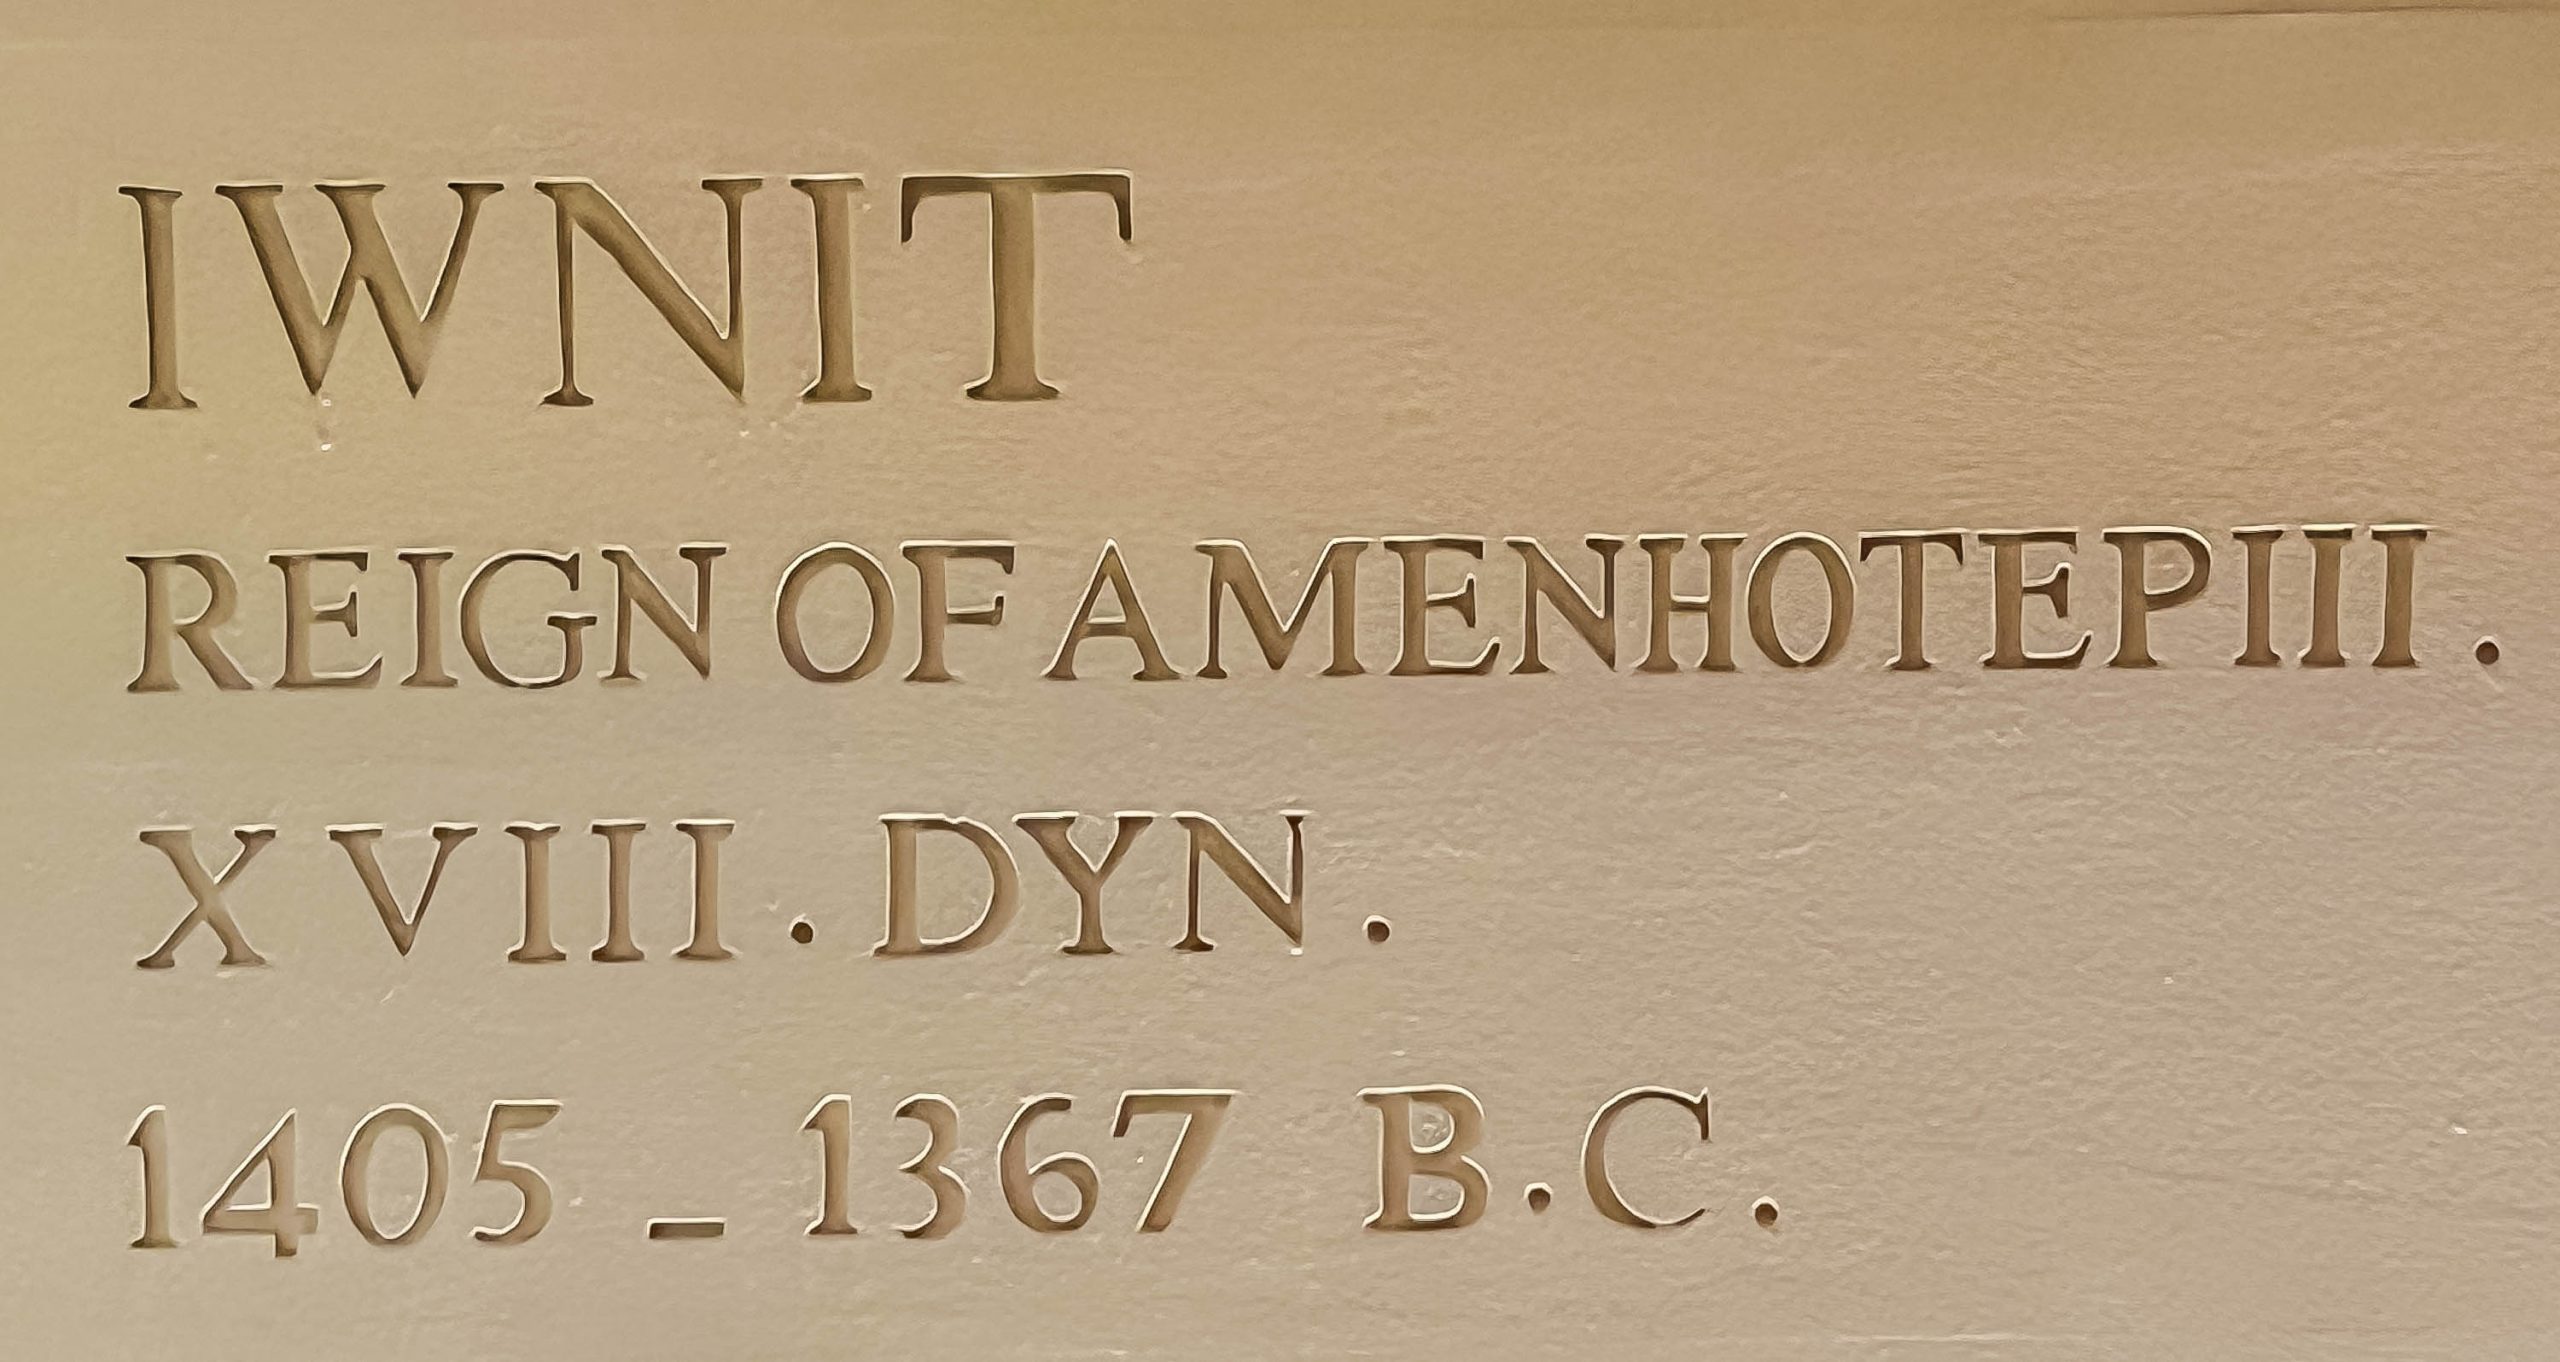 IWNIT
REIGN OF AMENHOTEP III.
XVIII. DYN.
1405 _ 1367 B.C.